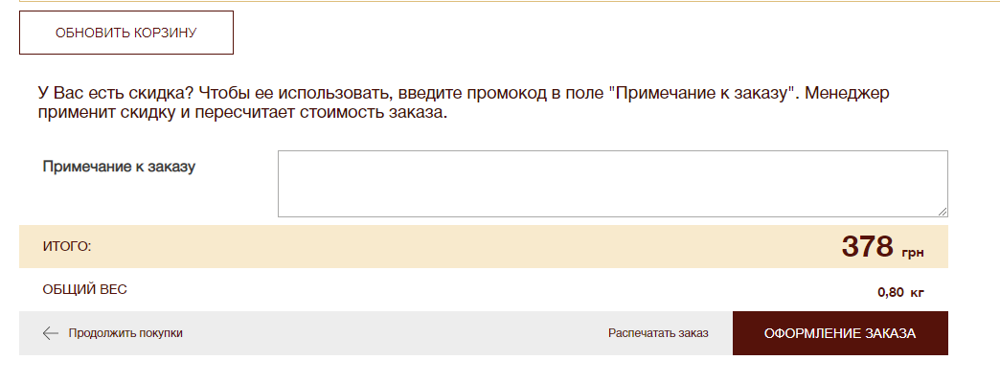 ОБНОВИТЬ КОРЗИНУ
У Вас есть скидка? Чтобы ее использовать, введите промокод в поле "Примечание к заказу". Менеджер
применит скидку и пересчитает стоимость заказа.
Примечание к заказу
ИТОГО: 378 грн
ОБЩИЙ ВЕС 0,80 кг
Продолжить покупки Распечатать заказ ОФОРМЛЕНИЕ ЗАКАЗА